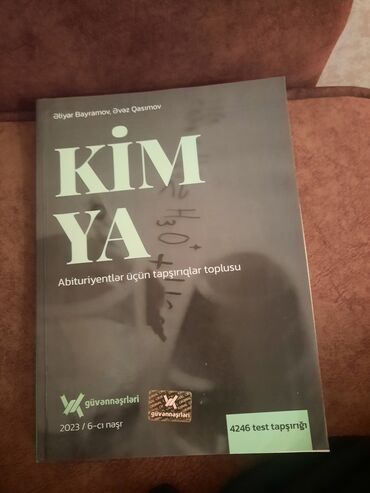 Əliyar Bayramov, Əvəz Qasımov
KİM
YA
H₃O⁺ +
Abituriyentlər üçün tapşırıqlar toplusu
güvənnəşrləri
güvənnəşrləri
2023 / 6-cı nəşr
4246 test tapşırığı